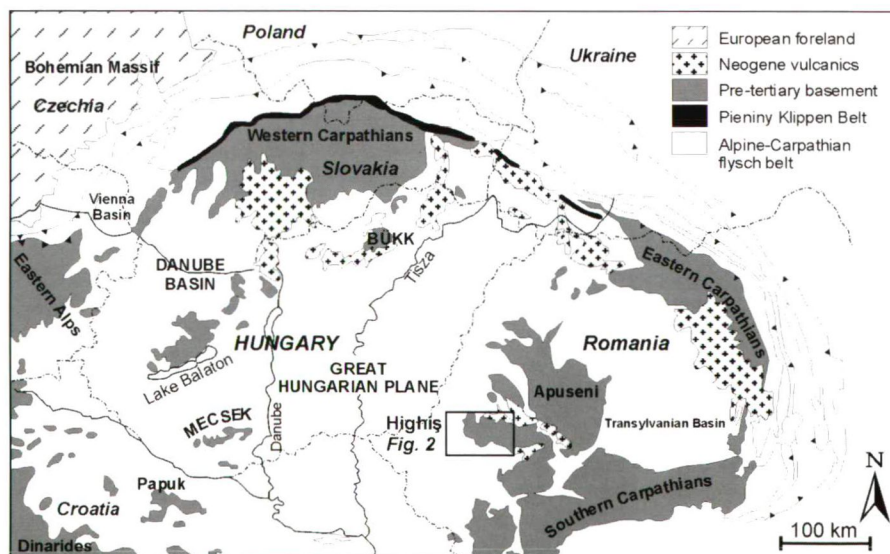 Poland
Ukraine
Bohemian Massif
Czechia
European foreland
Neogene vulcanics
Pre-tertiary basement
Pieniny Klippen Belt
Alpine-Carpathian
flysch belt
Western Carpathians
Slovakia
Vienna
Basin
BÜKK
Tisza
Eastern Alps
DANUBE
BASIN
Eastern Carpathians
HUNGARY
Romania
Lake Balaton
GREAT
HUNGARIAN PLANE
Apuseni
MECSEK
Danube
Highiş
Fig. 2
Transylvanian Basin
Papuk
Croatia
Southern Carpathians
N
Dinarides
100 km